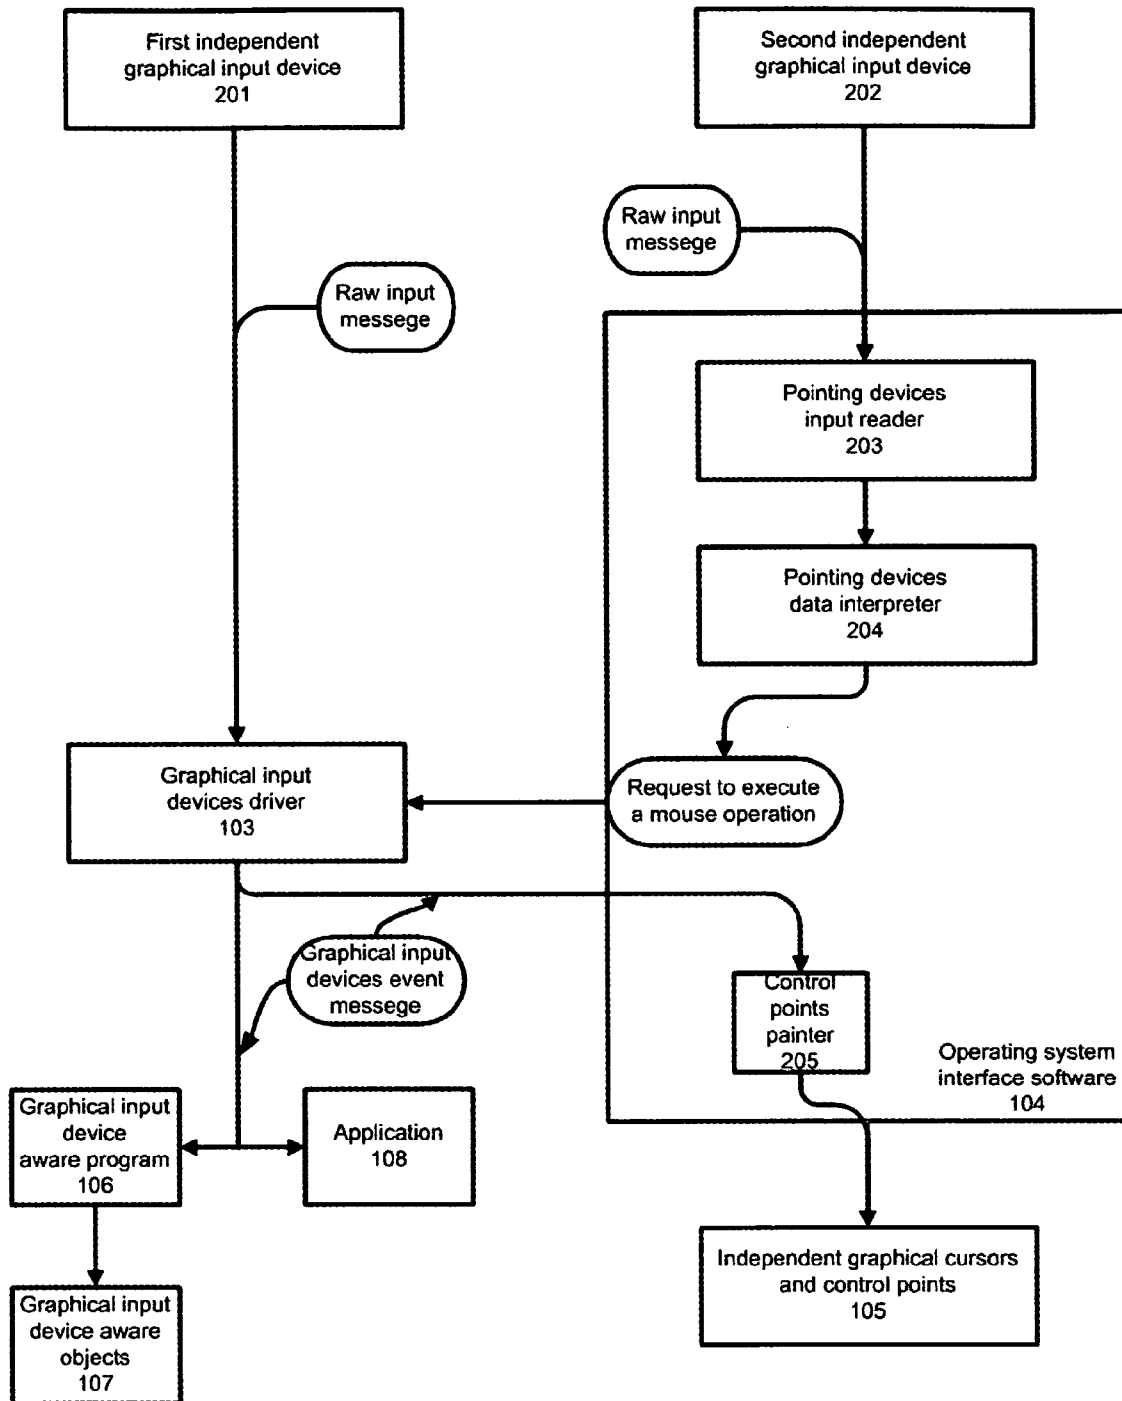 First independent
graphical input device
201
Second independent
graphical input device
202
Raw input
messege
Raw input
messege
Pointing devices
input reader
203
Pointing devices
data interpreter
204
Graphical input
devices driver
103
Request to execute
a mouse operation
Graphical input
devices event
messege
Control
points
painter
205
Operating system
interface software
104
Graphical input
device
aware program
106
Application
108
Independent graphical cursors
and control points
105
Graphical input
device aware
objects
107